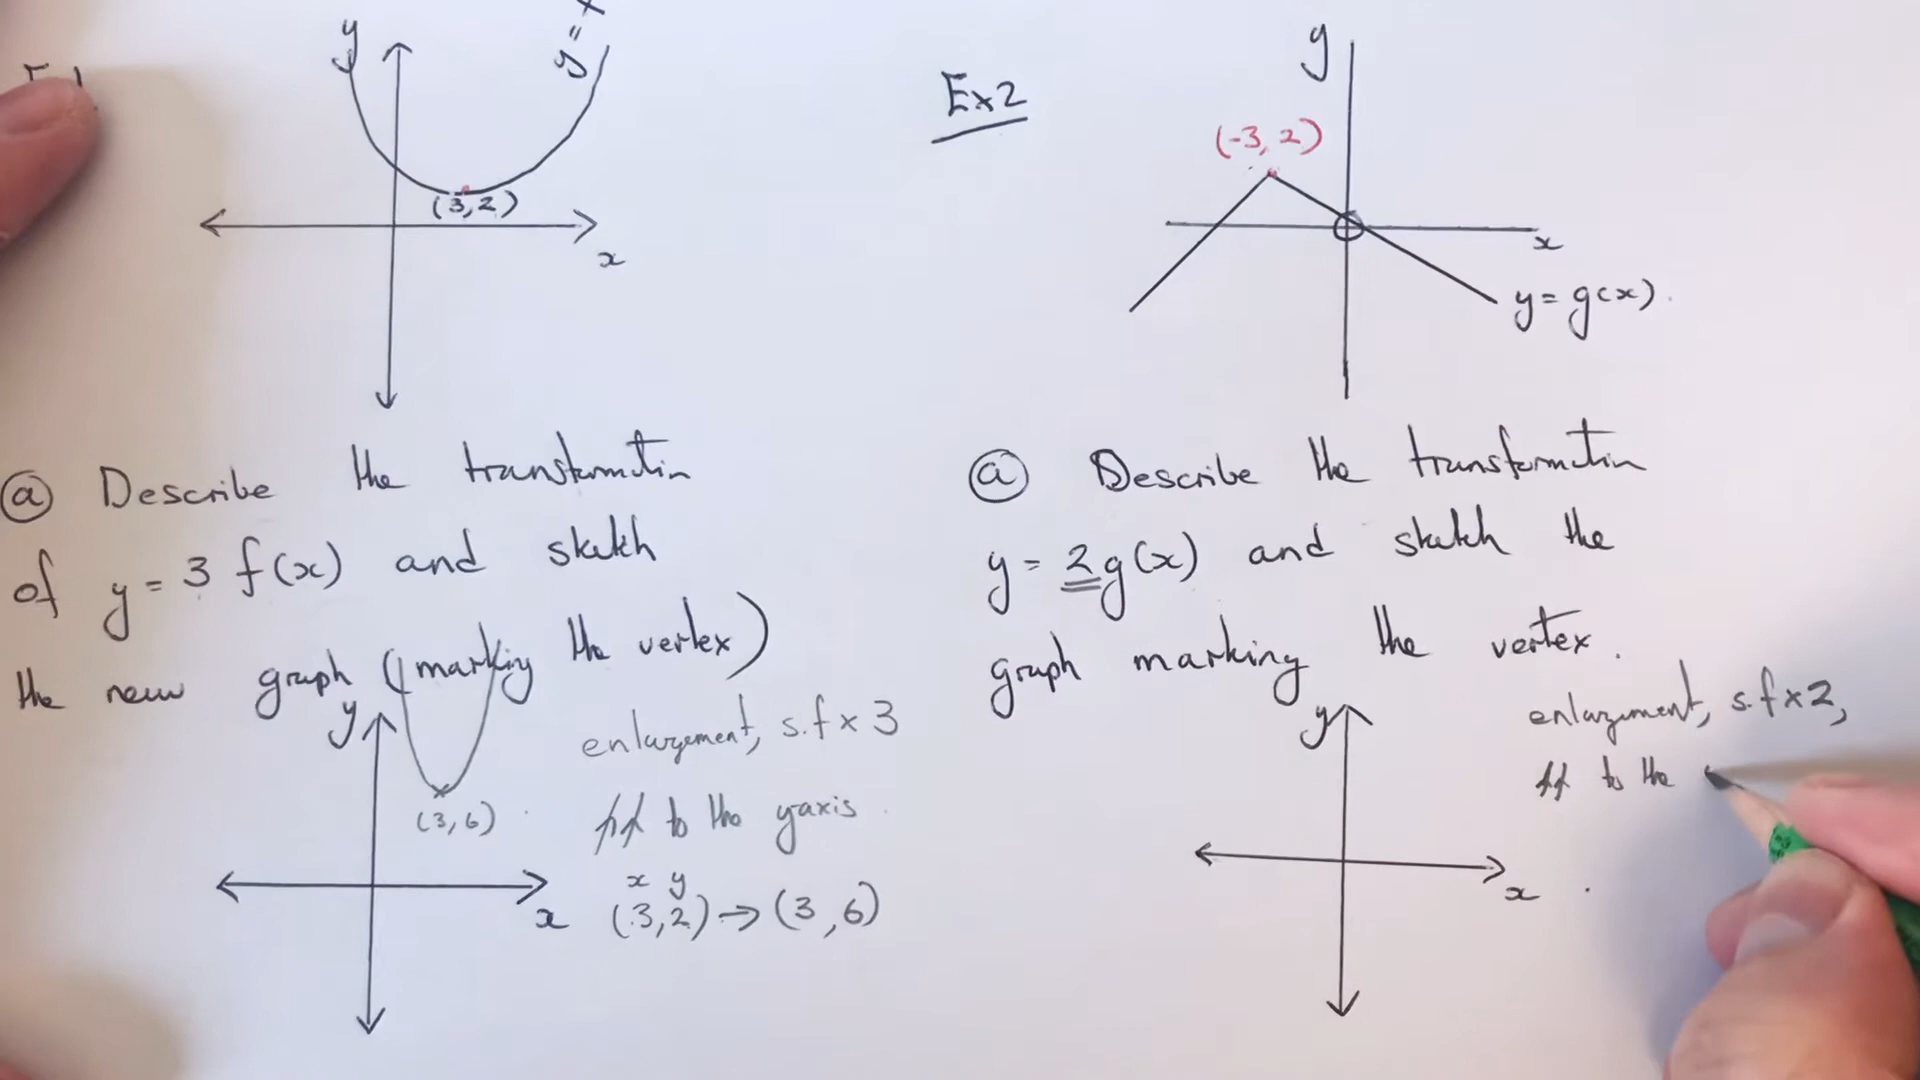 y
y =
(3,2)
x
@ Describe the transformation
of y = 3 f(x) and sketch
the new graph (marking the vertex)
y
enlargement, s.f x 3
(3,6)
// to the y axis
x y
x
(3,2) → (3,6)
Ex2
y
(-3, 2)
x
y = g(x).
@ Describe the transformation
y = 2g(x) and sketch the
graph marking the vertex.
y
enlargement, s.f x 2,
// to the
x